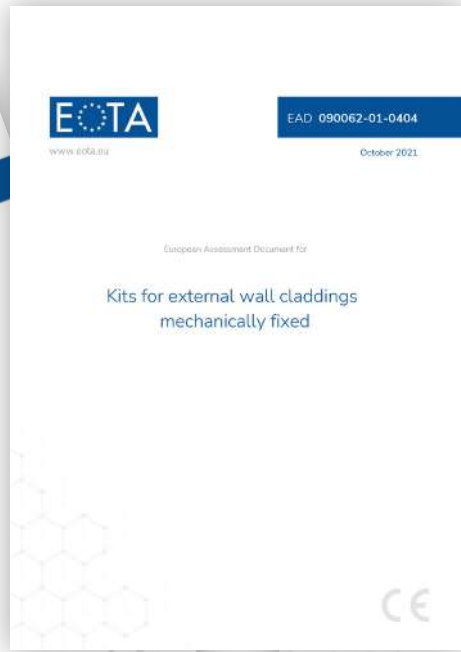 EOTA
EAD 090062-01-0404
www.eota.eu
October 2021
European Assessment Document for
Kits for external wall claddings
mechanically fixed
CE